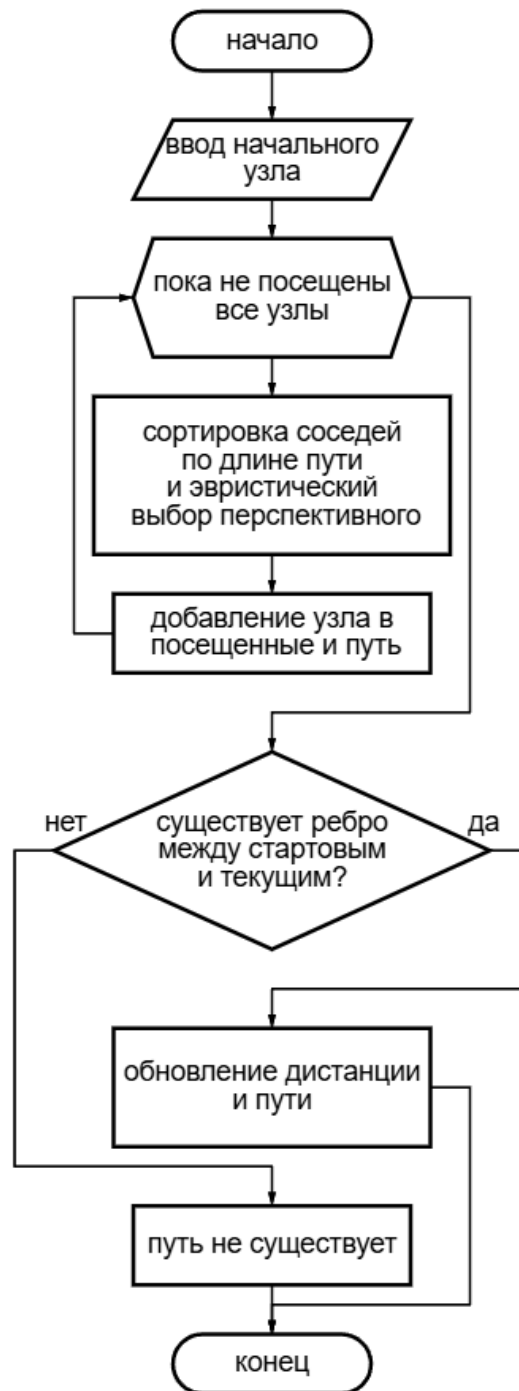 начало
ввод начального
узла
пока не посещены
все узлы
сортировка соседей
по длине пути
и эвристический
выбор перспективного
добавление узла в
посещенные и путь
нет
существует ребро
между стартовым
и текущим?
да
обновление дистанции
и пути
путь не существует
конец